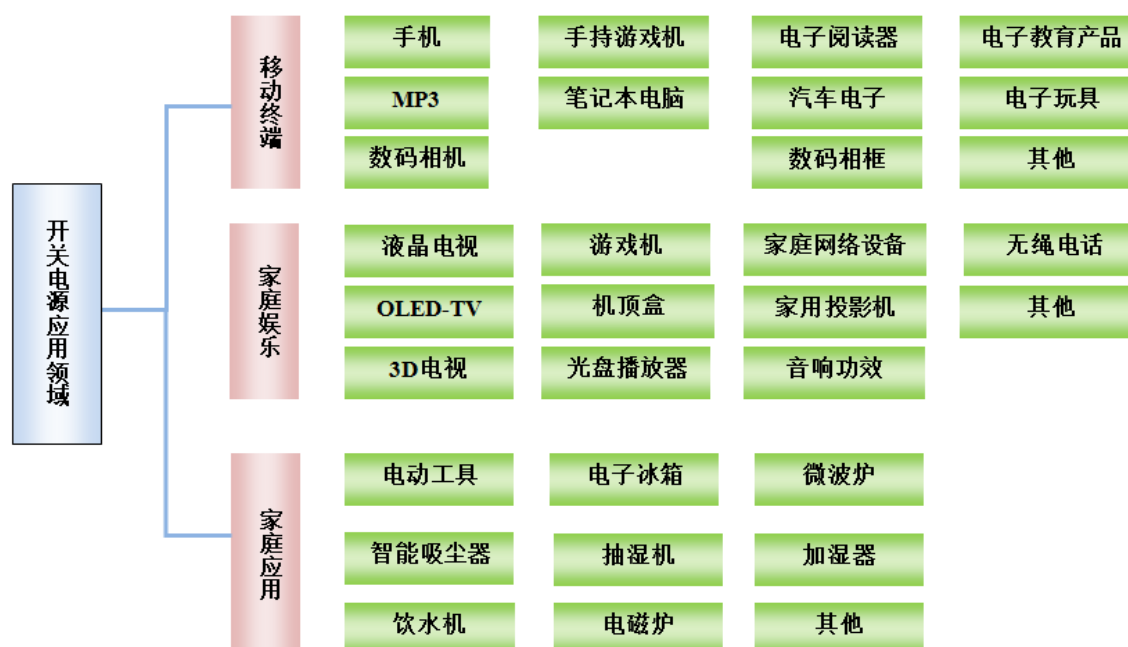 开关电源应用领域
移动终端
手机
手持游戏机
电子阅读器
电子教育产品
MP3
笔记本电脑
汽车电子
电子玩具
数码相机
数码相框
其他
家庭娱乐
液晶电视
游戏机
家庭网络设备
无绳电话
OLED-TV
机顶盒
家用投影机
其他
3D电视
光盘播放器
音响功效
家庭应用
电动工具
电子冰箱
微波炉
智能吸尘器
抽湿机
加湿器
饮水机
电磁炉
其他